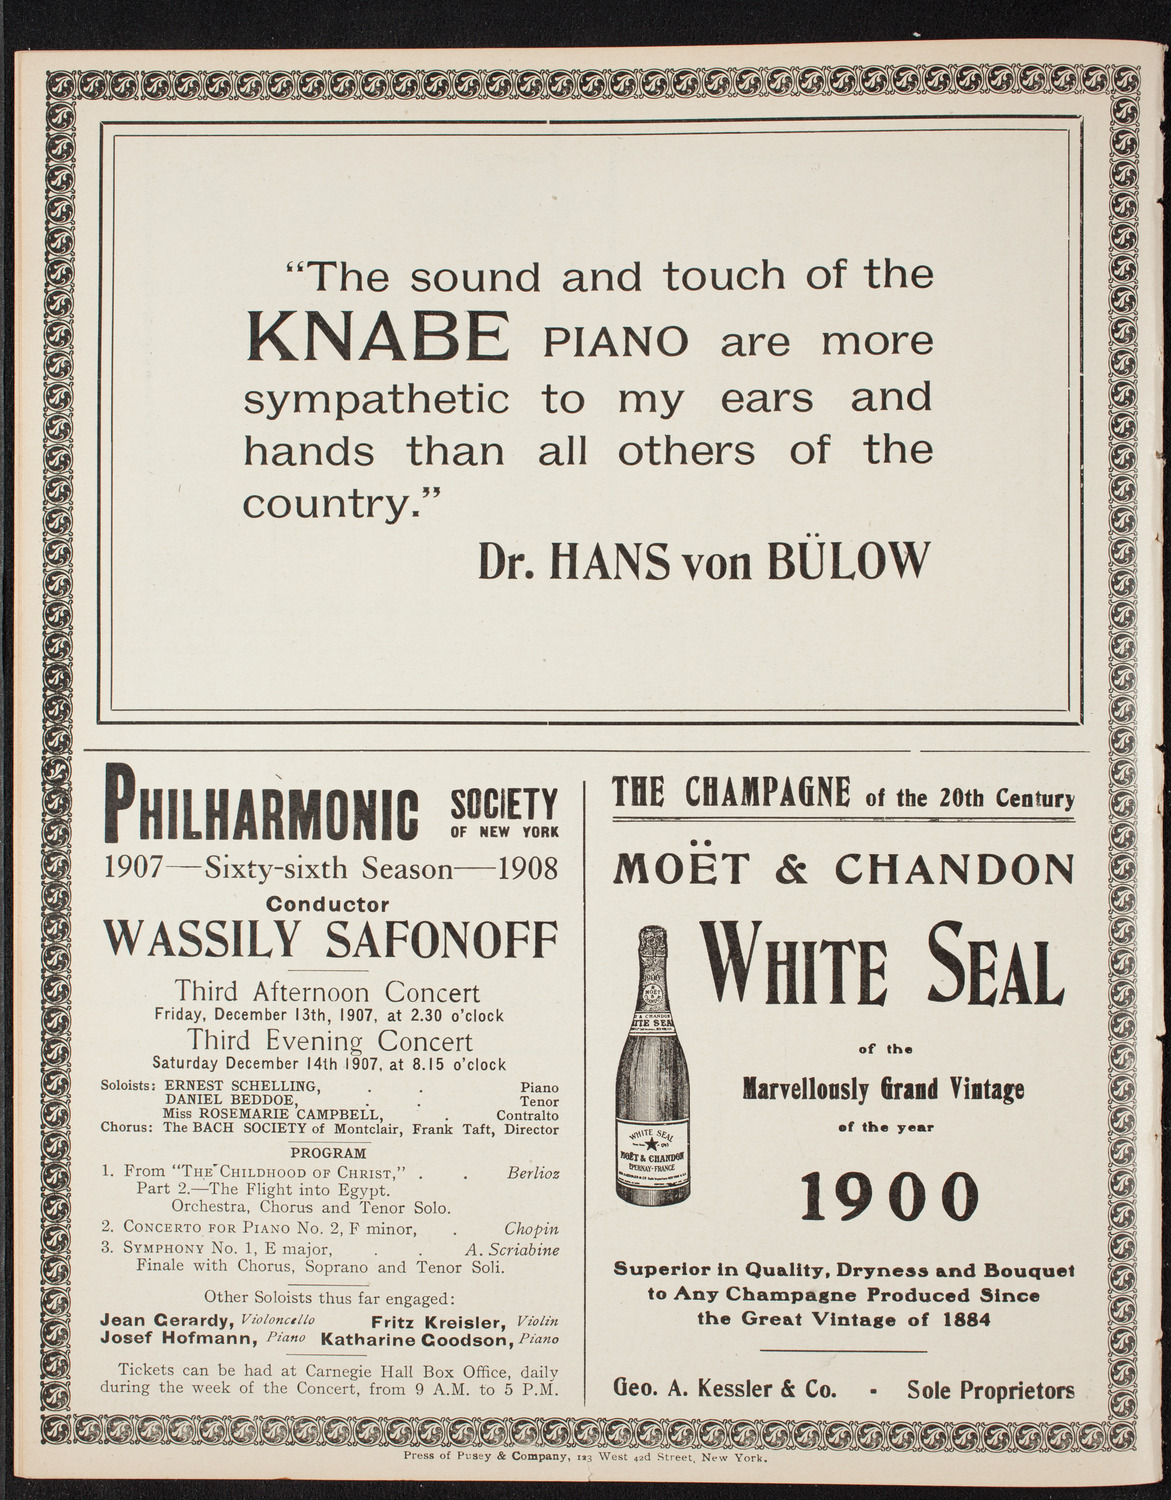 “The sound and touch of the
KNABE PIANO are more
sympathetic to my ears and
hands than all others of the
country.”
Dr. HANS von BÜLOW
PHILHARMONIC SOCIETY
OF NEW YORK
1907—Sixty-sixth Season—1908
Conductor
WASSILY SAFONOFF
Third Afternoon Concert
Friday, December 13th, 1907, at 2.30 o'clock
Third Evening Concert
Saturday December 14th 1907, at 8.15 o'clock
Soloists: ERNEST SCHELLING, . . Piano
DANIEL BEDDOE, . . Tenor
Miss ROSEMARIE CAMPBELL, . Contralto
Chorus: The BACH SOCIETY of Montclair, Frank Taft, Director
PROGRAM
1. From “THE CHILDHOOD OF CHRIST,” . . Berlioz
Part 2.—The Flight into Egypt.
Orchestra, Chorus and Tenor Solo.
2. CONCERTO FOR PIANO NO. 2, F minor, . Chopin
3. SYMPHONY NO. 1, E major, . . A. Scriabine
Finale with Chorus, Soprano and Tenor Soli.
Other Soloists thus far engaged:
Jean Gerardy, Violoncello Fritz Kreisler, Violin
Josef Hofmann, Piano Katharine Goodson, Piano
Tickets can be had at Carnegie Hall Box Office, daily
during the week of the Concert, from 9 A.M. to 5 P.M.
THE CHAMPAGNE of the 20th Century
MOËT & CHANDON
WHITE SEAL
of the
Marvellously Grand Vintage
of the year
1900
WHITE SEAL
MOËT & CHANDON
EPERNAY-FRANCE
Superior in Quality, Dryness and Bouquet
to Any Champagne Produced Since
the Great Vintage of 1884
Geo. A. Kessler & Co. - Sole Proprietors
Press of Pusey & Company, 123 West 42d Street, New York.